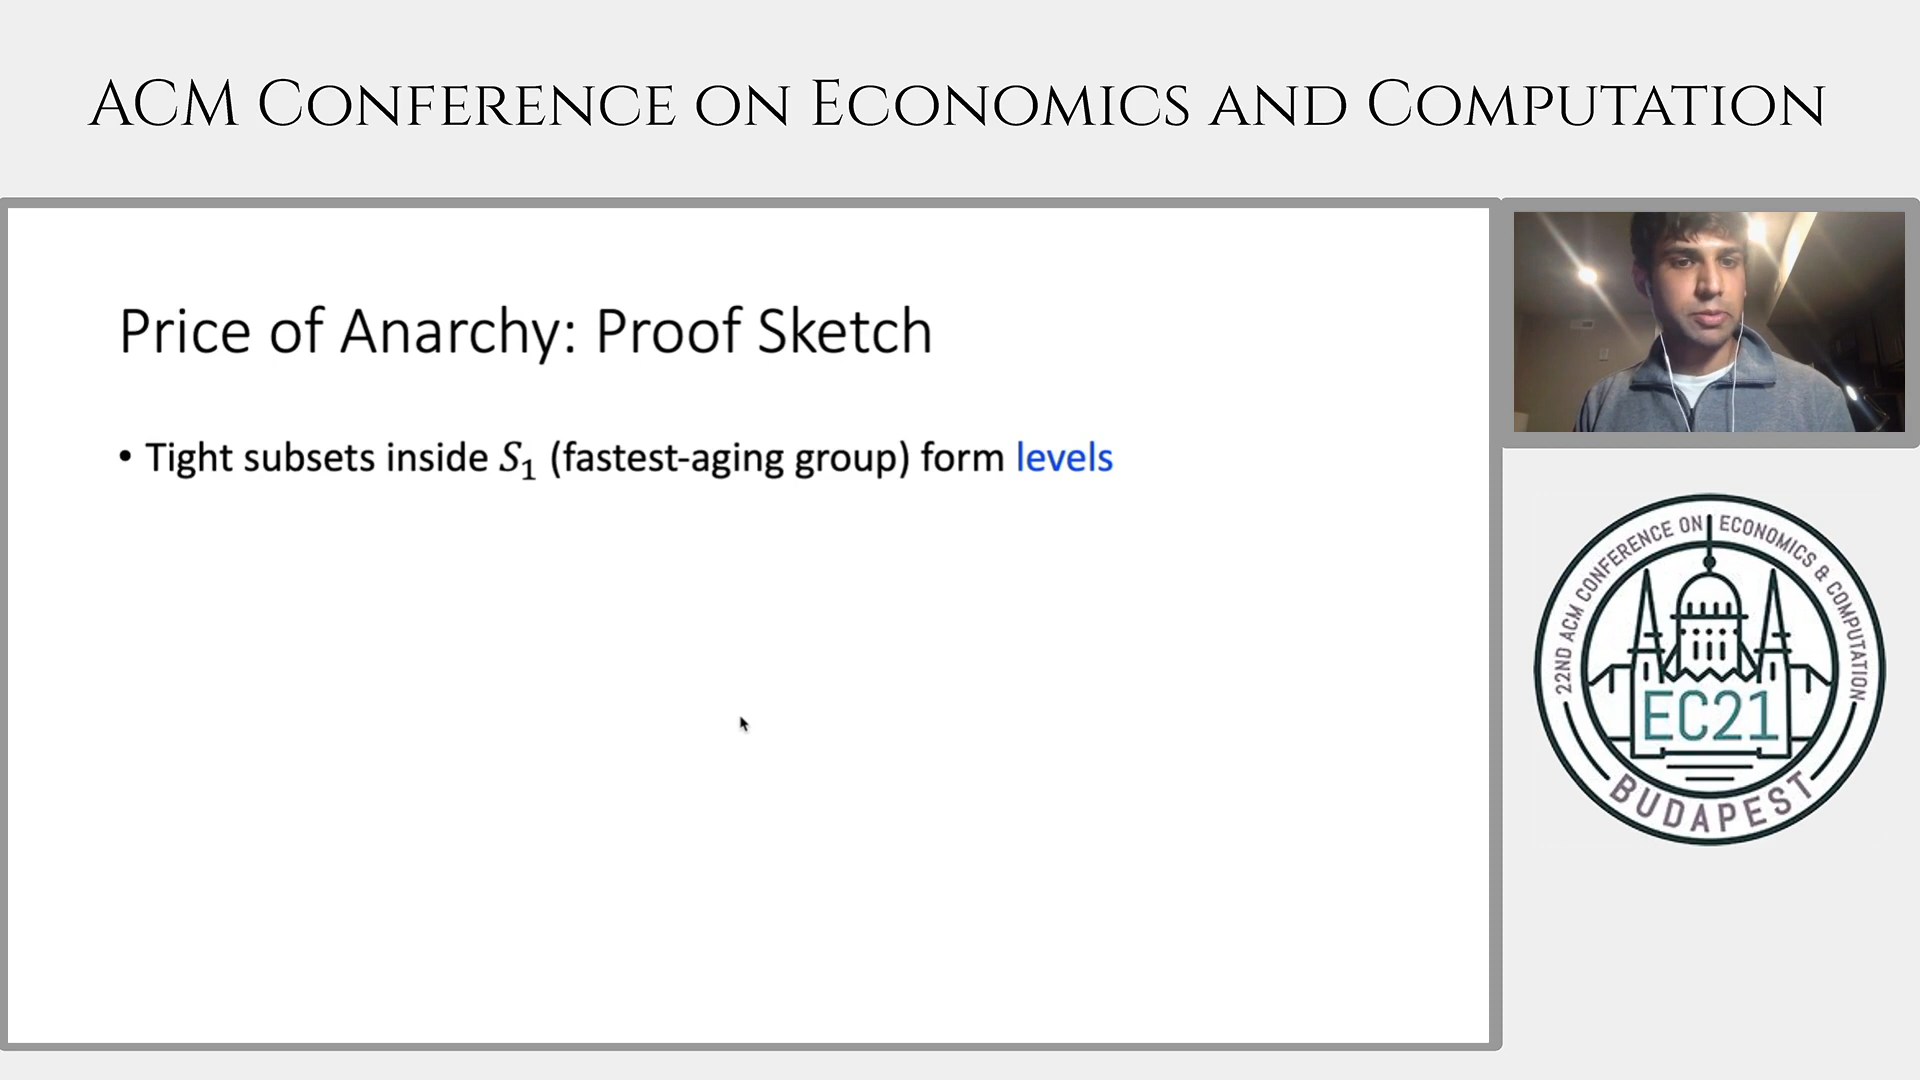 ACM Conference on Economics and Computation
Price of Anarchy: Proof Sketch
• Tight subsets inside S₁ (fastest-aging group) form levels
22ND ACM CONFERENCE ON ECONOMICS & COMPUTATION
EC21
BUDAPEST